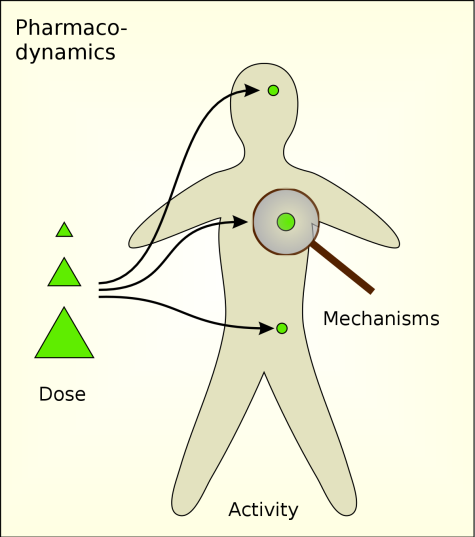 Pharmaco-
dynamics
Mechanisms
Dose
Activity